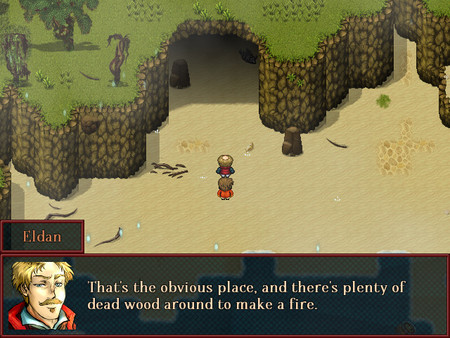 Eldan
That's the obvious place, and there's plenty of
dead wood around to make a fire.